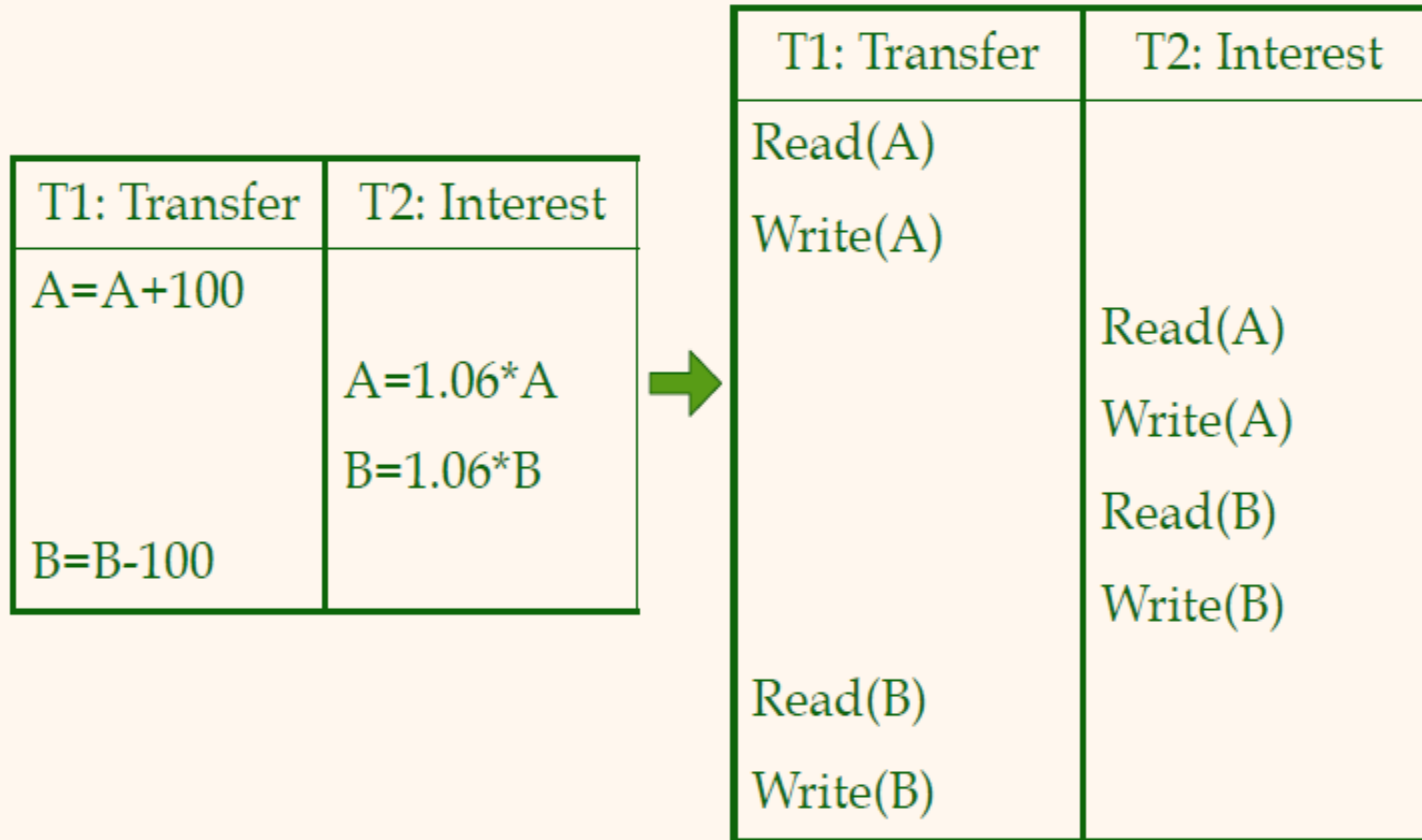 T1: Transfer T2: Interest
A=A+100
A=1.06*A
B=1.06*B
B=B-100
T1: Transfer T2: Interest
Read(A)
Write(A)
Read(A)
Write(A)
Read(B)
Write(B)
Read(B)
Write(B)